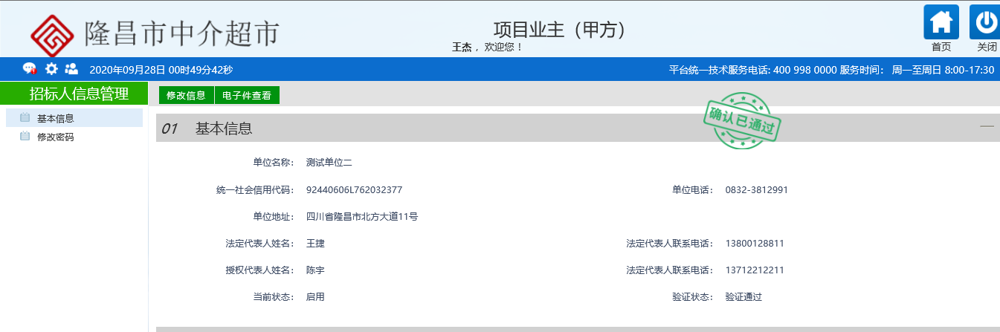 隆昌市中介超市
项目业主（甲方）
王杰 ，欢迎您！
首页
关闭
2020年09月28日 00时49分42秒
平台统一技术服务电话: 400 998 0000 服务时间： 周一至周日 8:00-17:30
招标人信息管理
修改信息 电子件查看
基本信息
修改密码
确认已通过
01 基本信息
单位名称： 测试单位二
统一社会信用代码： 92440606L762032377 单位电话： 0832-3812991
单位地址： 四川省隆昌市北方大道11号
法定代表人姓名： 王捷 法定代表人联系电话： 13800128811
授权代表人姓名： 陈宇 法定代表人联系电话： 13712212211
当前状态： 启用 验证状态： 验证通过